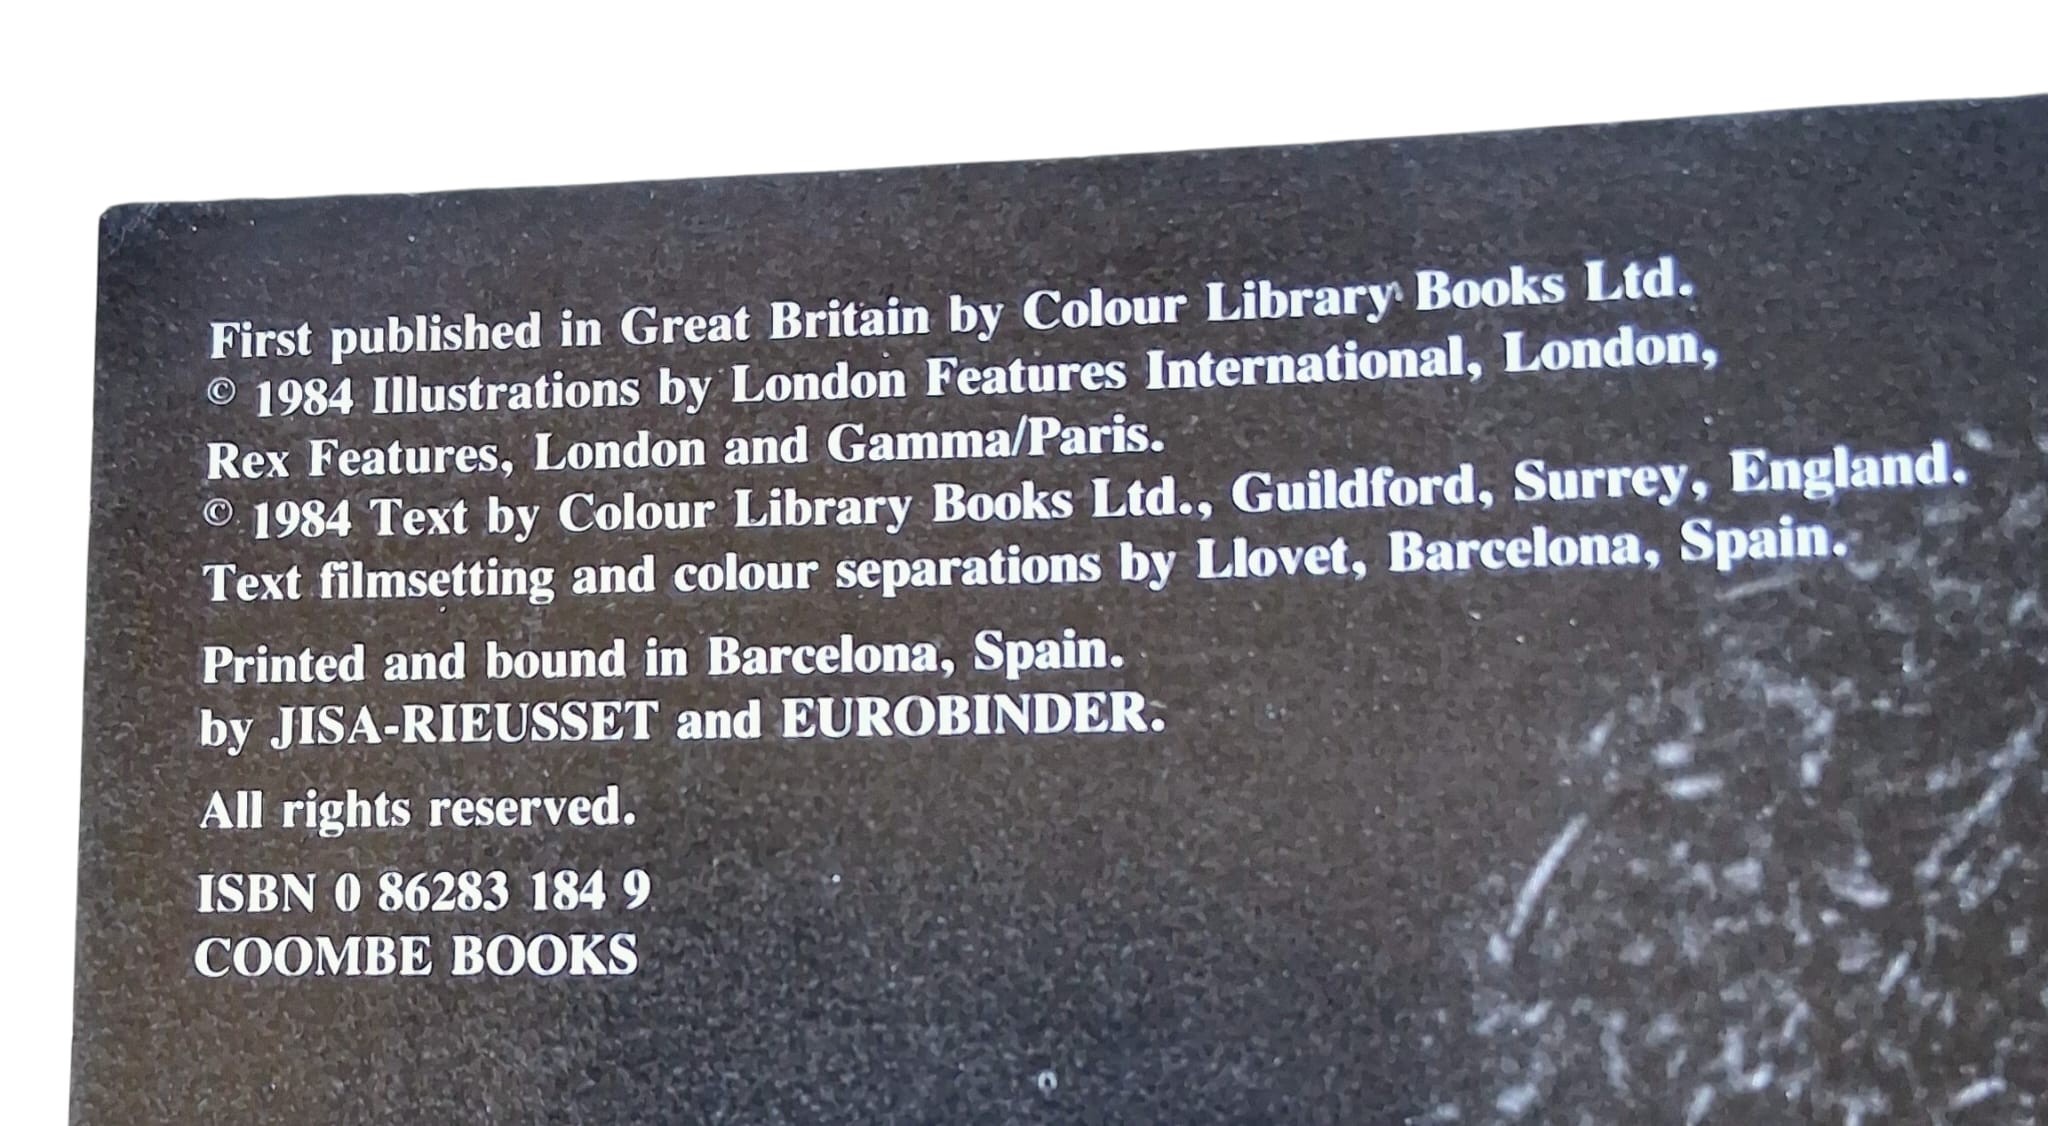 First published in Great Britain by Colour Library Books Ltd.
© 1984 Illustrations by London Features International, London,
Rex Features, London and Gamma/Paris.
© 1984 Text by Colour Library Books Ltd., Guildford, Surrey, England.
Text filmsetting and colour separations by Llovet, Barcelona, Spain.
Printed and bound in Barcelona, Spain.
by JISA-RIEUSSET and EUROBINDER.
All rights reserved.
ISBN 0 86283 184 9
COOMBE BOOKS